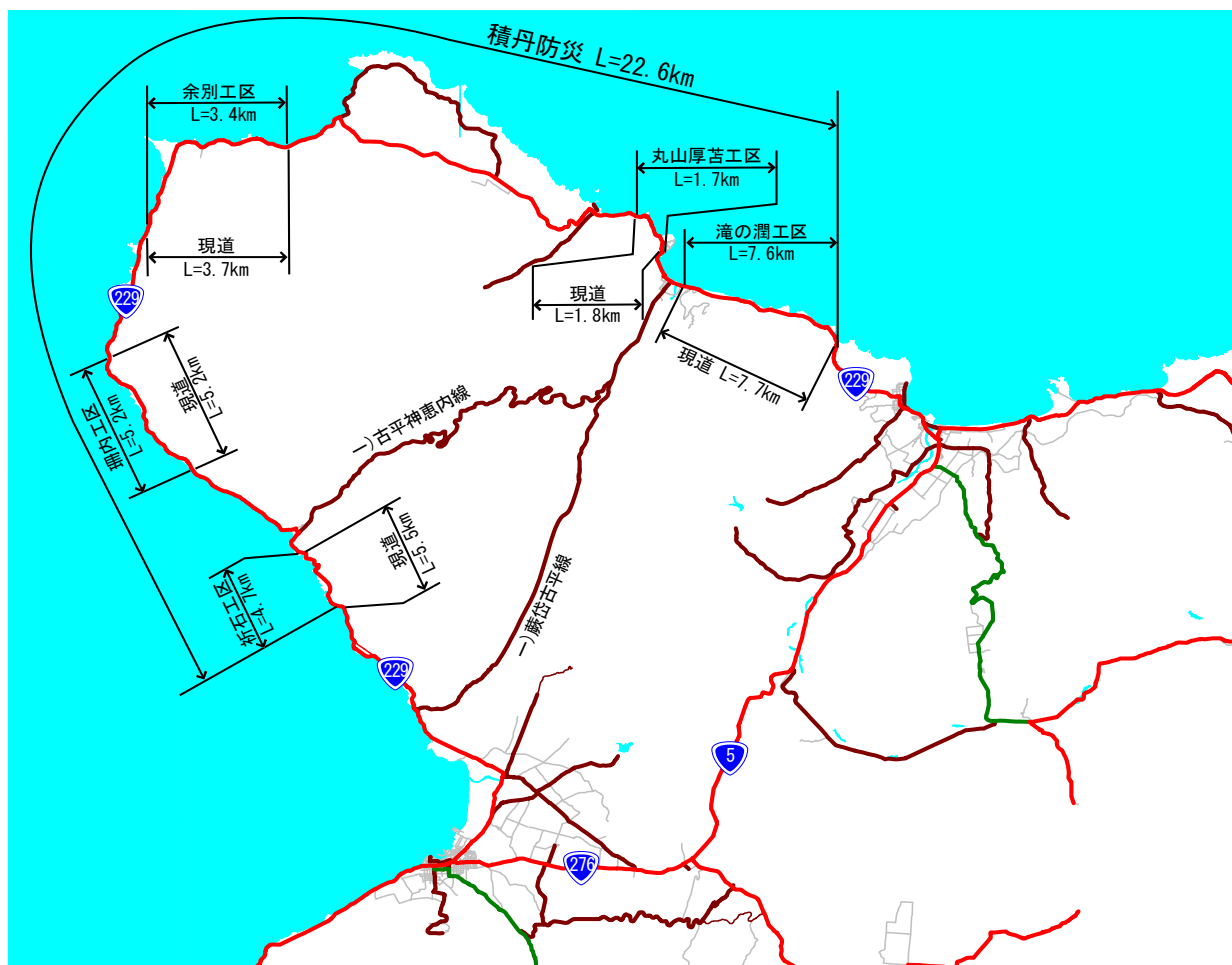 積丹防災 L=22.6km
余別工区
L=3.4km
丸山厚苫工区
L=1.7km
滝の潤工区
L=7.6km
現道
L=3.7km
229
現道
L=1.8km
現道 L=7.7km
229
現道
L=5.2km
珊内工区
L=5.2km
一)古平神恵内線
現道
L=5.5km
祈石工区
L=4.7km
一)蕨岱古平線
229
5
276